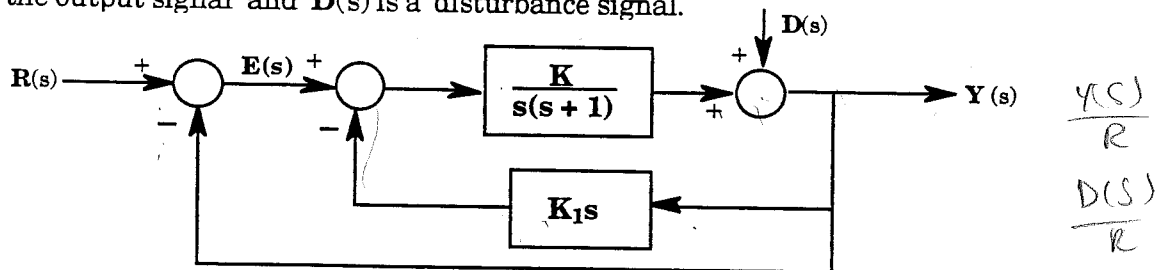 the output signal and D(s) is a disturbance signal.
D(s)
+
R(s)
+
E(s)
+
K
s(s + 1)
+
Y (s)
Y(S)
R
−
−
K₁s
D(S)
R